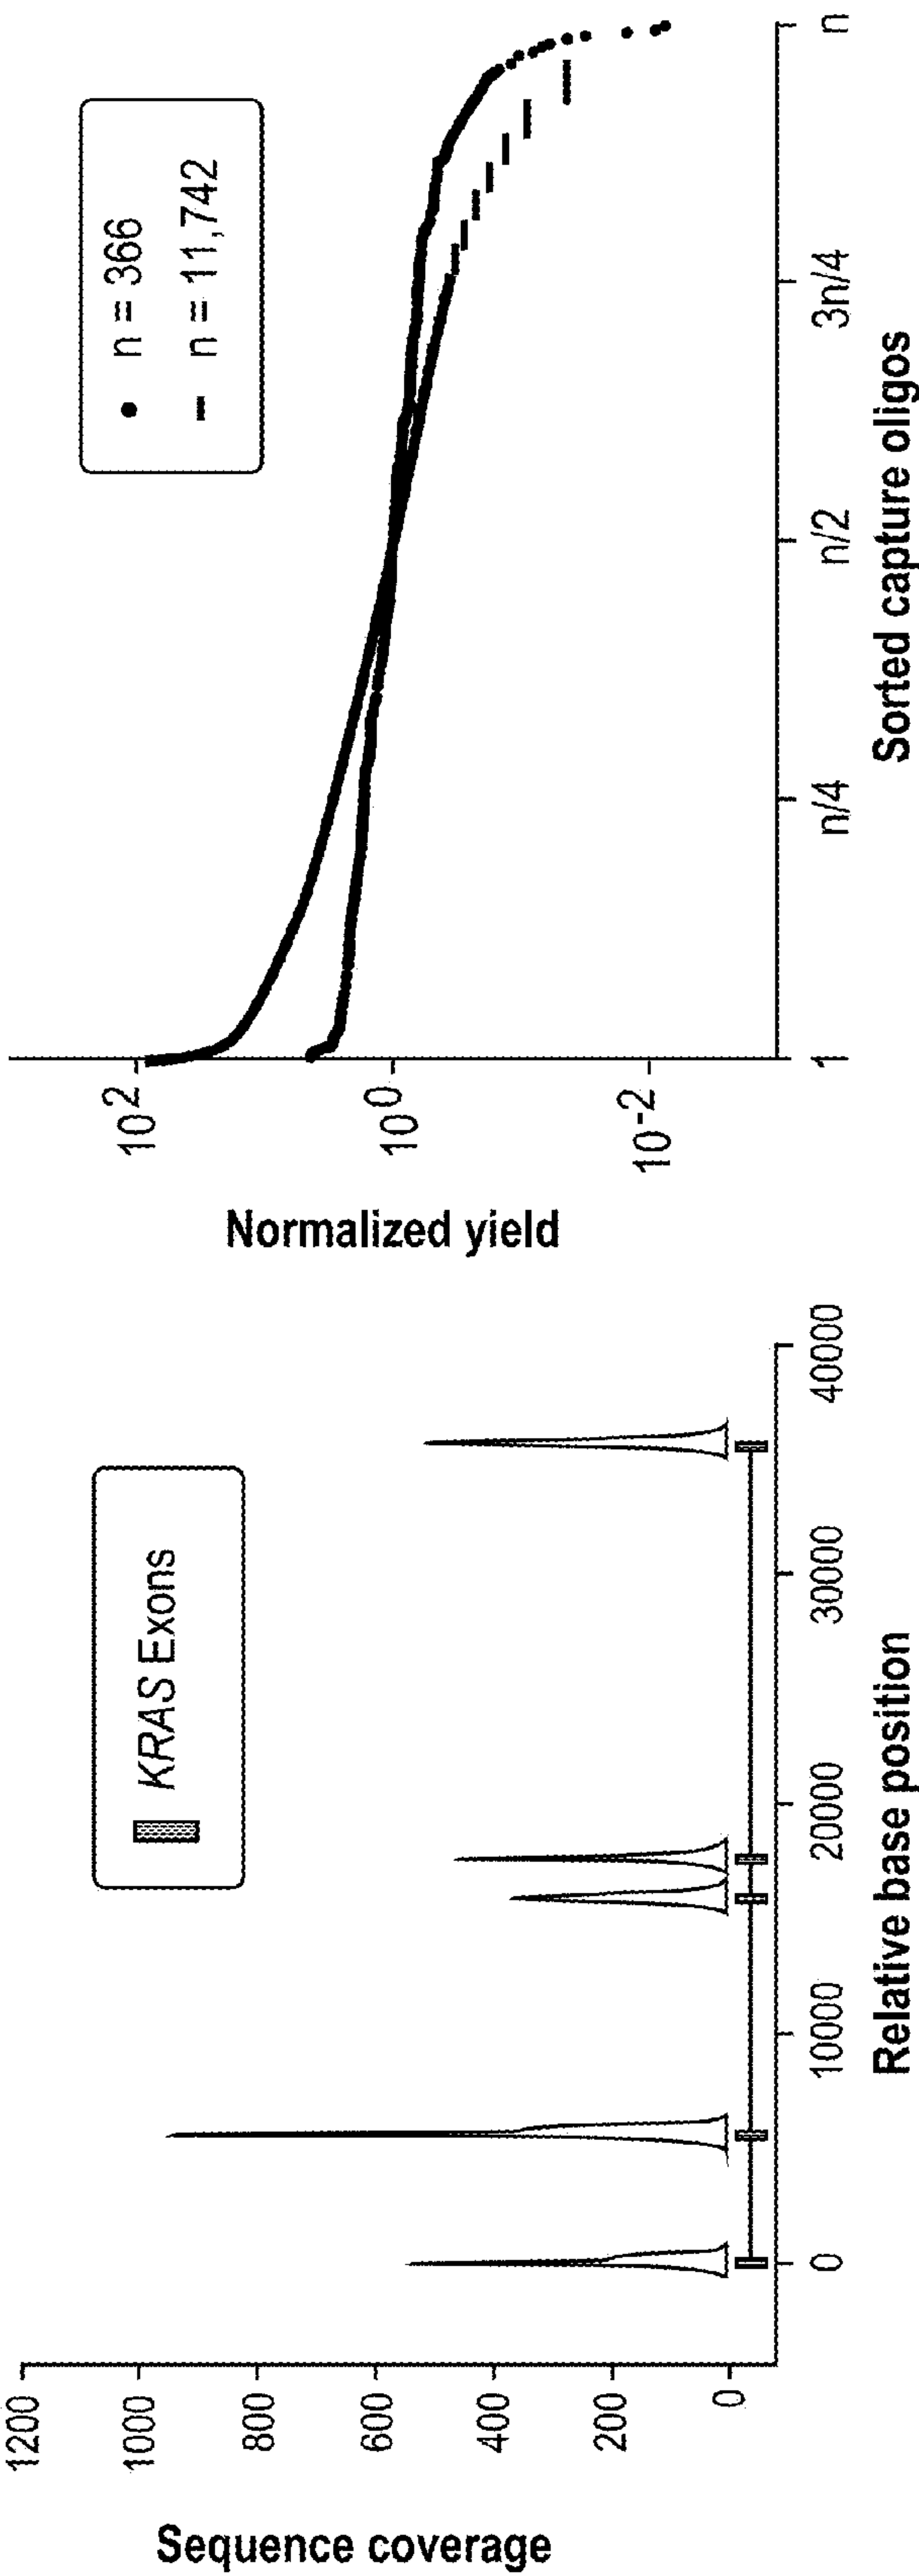 Sequence coverage
1200
1000
800
600
400
200
0
KRAS Exons
0
10000
20000
30000
40000
Relative base position
Normalized yield
10 2
10 0
10 -2
n = 366
n = 11,742
1
n/4
n/2
3n/4
n
Sorted capture oligos